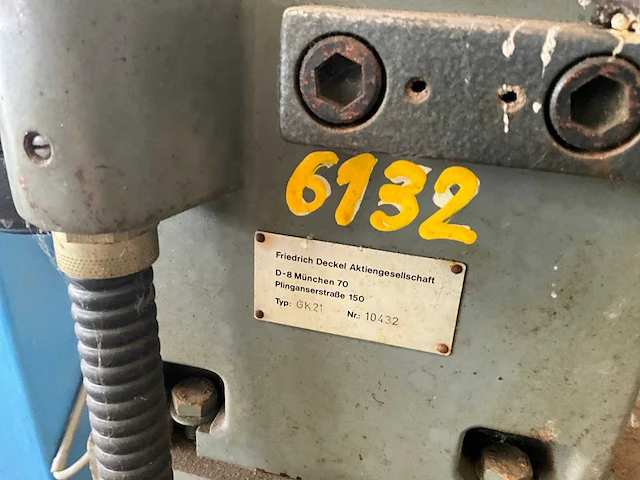 6132
Friedrich Deckel Aktiengesellschaft
D-8 München 70
Plinganserstraße 150
Typ: GK21 Nr.: 10432